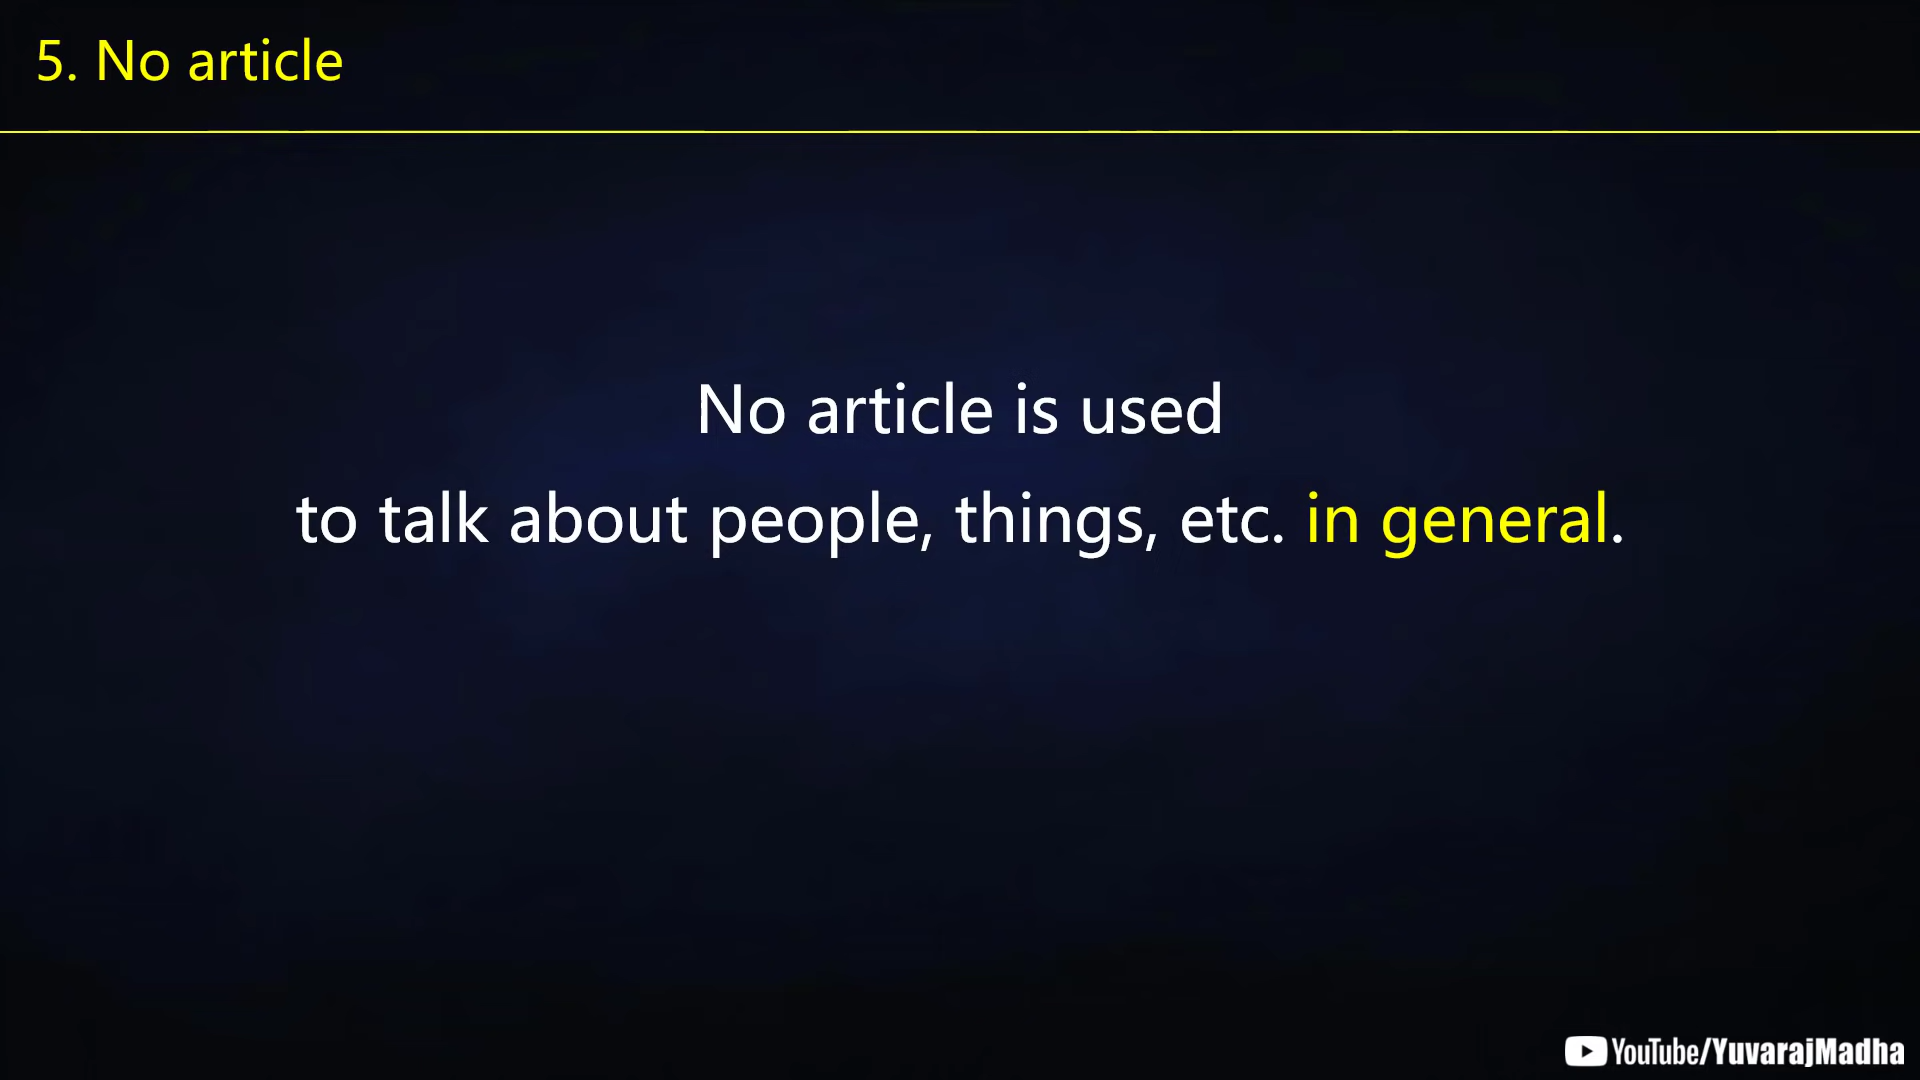 5. No article
No article is used
to talk about people, things, etc. in general.
YouTube/YuvarajMadha